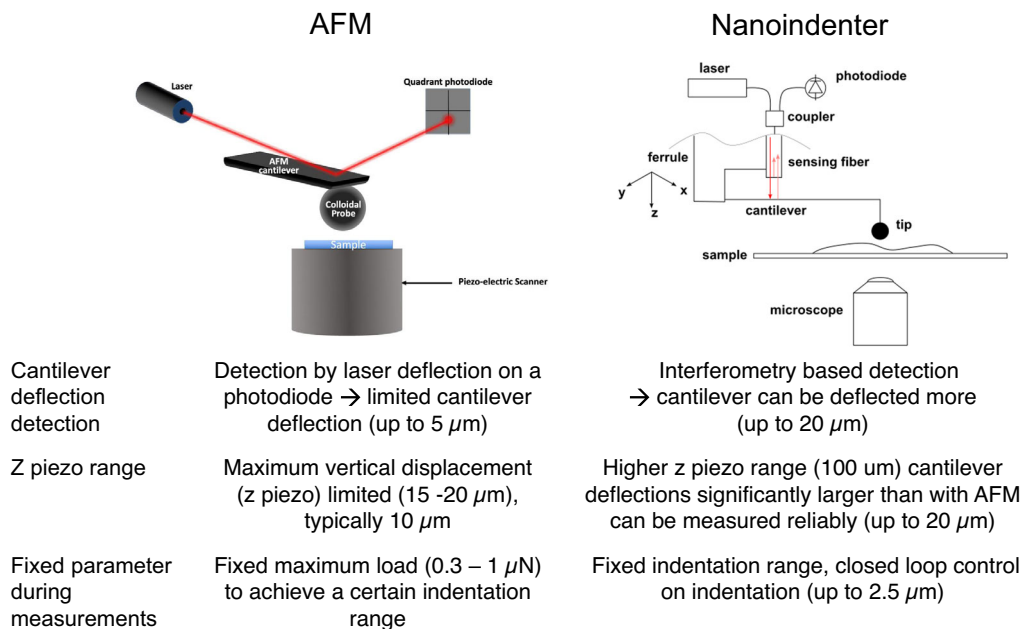 AFM
Nanoindenter
Laser
Quadrant photodiode
AFM
cantilever
Colloidal
Probe
Sample
Piezo-electric Scanner
laser
photodiode
coupler
ferrule
sensing fiber
y
x
z
cantilever
tip
sample
microscope
Cantilever
deflection
detection
Detection by laser deflection on a
photodiode → limited cantilever
deflection (up to 5 µm)
Interferometry based detection
→ cantilever can be deflected more
(up to 20 µm)
Z piezo range
Maximum vertical displacement
(z piezo) limited (15 -20 µm),
typically 10 µm
Higher z piezo range (100 um) cantilever
deflections significantly larger than with AFM
can be measured reliably (up to 20 µm)
Fixed parameter
during
measurements
Fixed maximum load (0.3 – 1 µN)
to achieve a certain indentation
range
Fixed indentation range, closed loop control
on indentation (up to 2.5 µm)